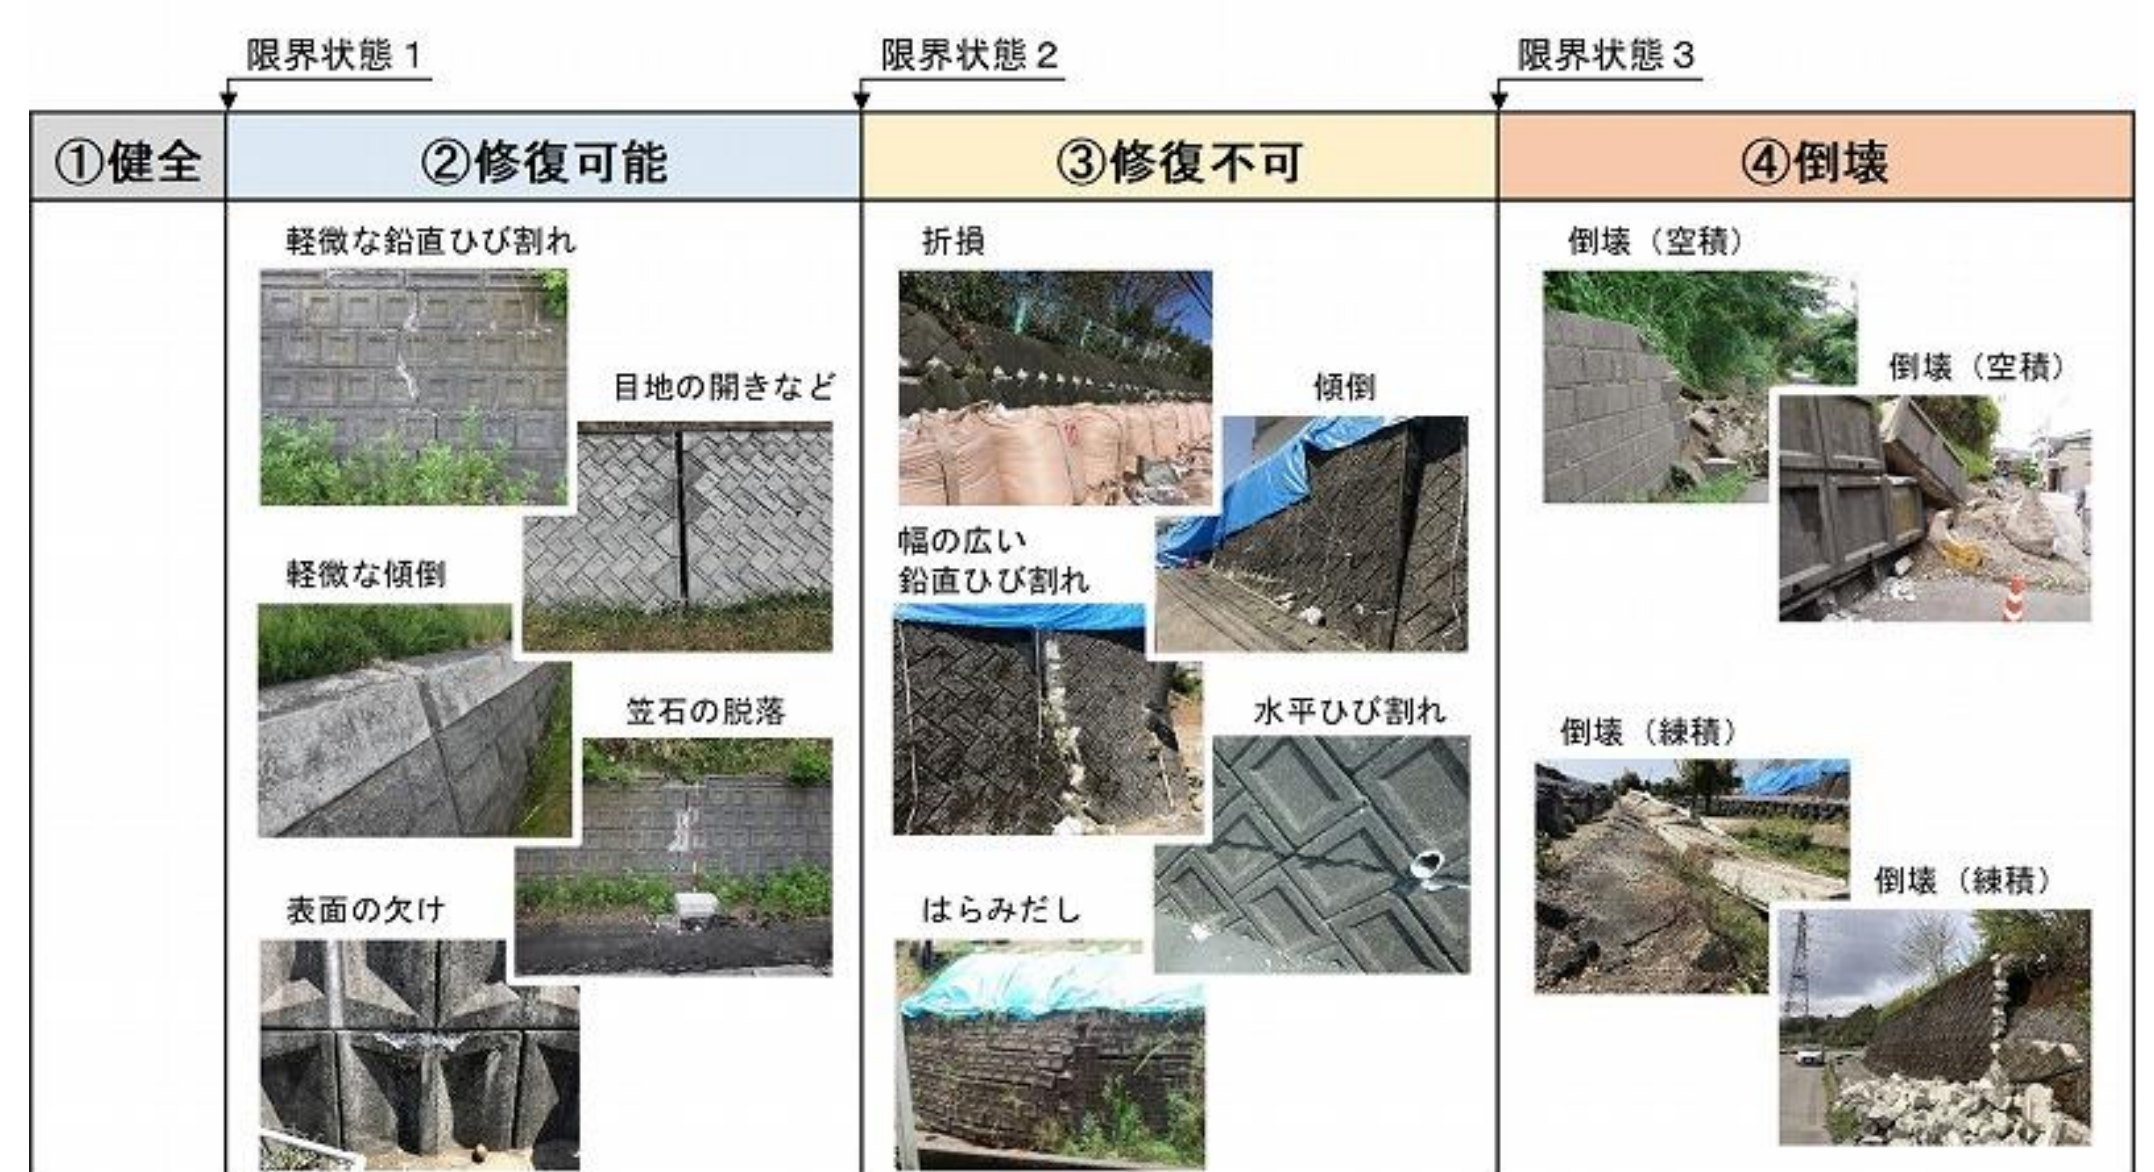 限界状態1
限界状態2
限界状態3
①健全
②修復可能
③修復不可
④倒壊
軽微な鉛直ひび割れ
目地の開きなど
軽微な傾倒
笠石の脱落
表面の欠け
折損
傾倒
幅の広い
鉛直ひび割れ
水平ひび割れ
はらみだし
倒壊（空積）
倒壊（空積）
倒壊（練積）
倒壊（練積）